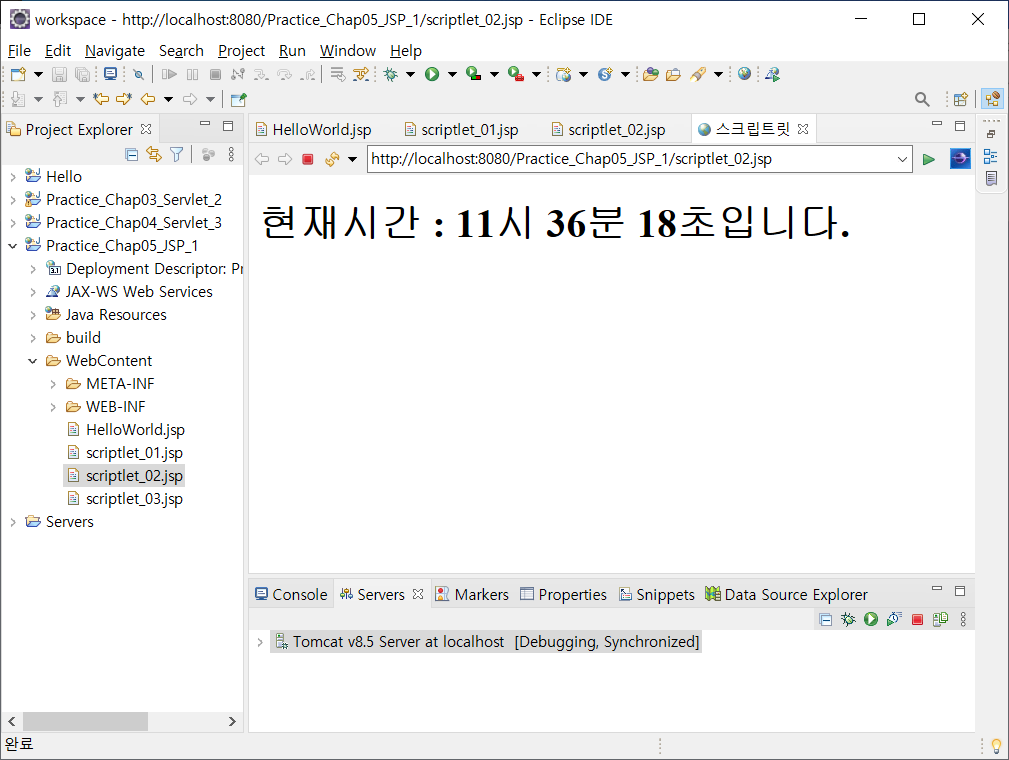 workspace - http://localhost:8080/Practice_Chap05_JSP_1/scriptlet_02.jsp - Eclipse IDE
File Edit Navigate Search Project Run Window Help
Project Explorer
Hello
Practice_Chap03_Servlet_2
Practice_Chap04_Servlet_3
Practice_Chap05_JSP_1
Deployment Descriptor: Pr
JAX-WS Web Services
Java Resources
build
WebContent
META-INF
WEB-INF
HelloWorld.jsp
scriptlet_01.jsp
scriptlet_02.jsp
scriptlet_03.jsp
Servers
HelloWorld.jsp scriptlet_01.jsp scriptlet_02.jsp 스크립트릿
http://localhost:8080/Practice_Chap05_JSP_1/scriptlet_02.jsp
현재시간 : 11시 36분 18초입니다.
Console Servers Markers Properties Snippets Data Source Explorer
Tomcat v8.5 Server at localhost [Debugging, Synchronized]
완료